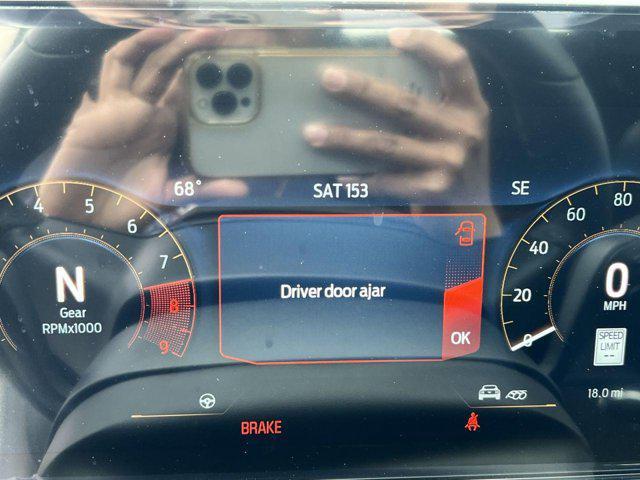 68° SAT 153 SE
4 5 6 7 8 9
N
Gear
RPMx1000
Driver door ajar
OK
0 20 40 60 80
0
MPH
SPEED
LIMIT
--
18.0 mi
BRAKE